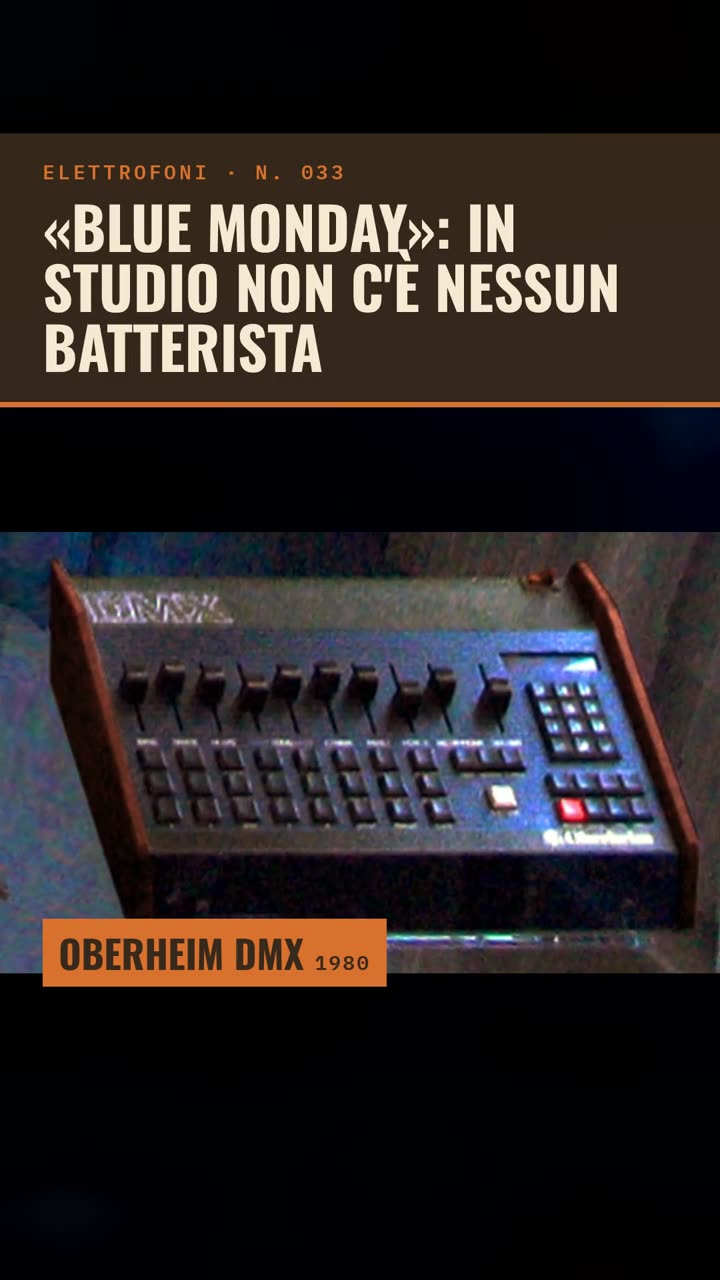 ELETTROFONI · N. 033
«BLUE MONDAY»: IN
STUDIO NON C'È NESSUN
BATTERISTA
DMX
OBERHEIM DMX 1980